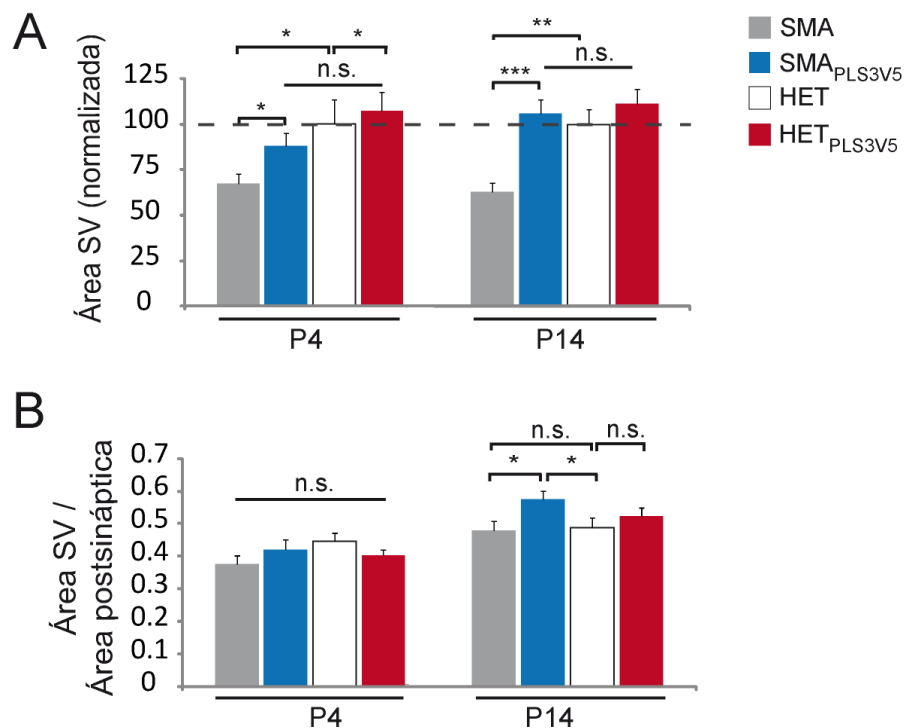 A
Área SV (normalizada)
125
100
75
50
25
0
*
*
n.s.
*
**
n.s.
***
P4
P14
SMA
SMAPLS3V5
HET
HETPLS3V5
B
Área SV /
Área postsináptica
0.7
0.6
0.5
0.4
0.3
0.2
0.1
0
n.s.
n.s.
n.s.
*
*
P4
P14